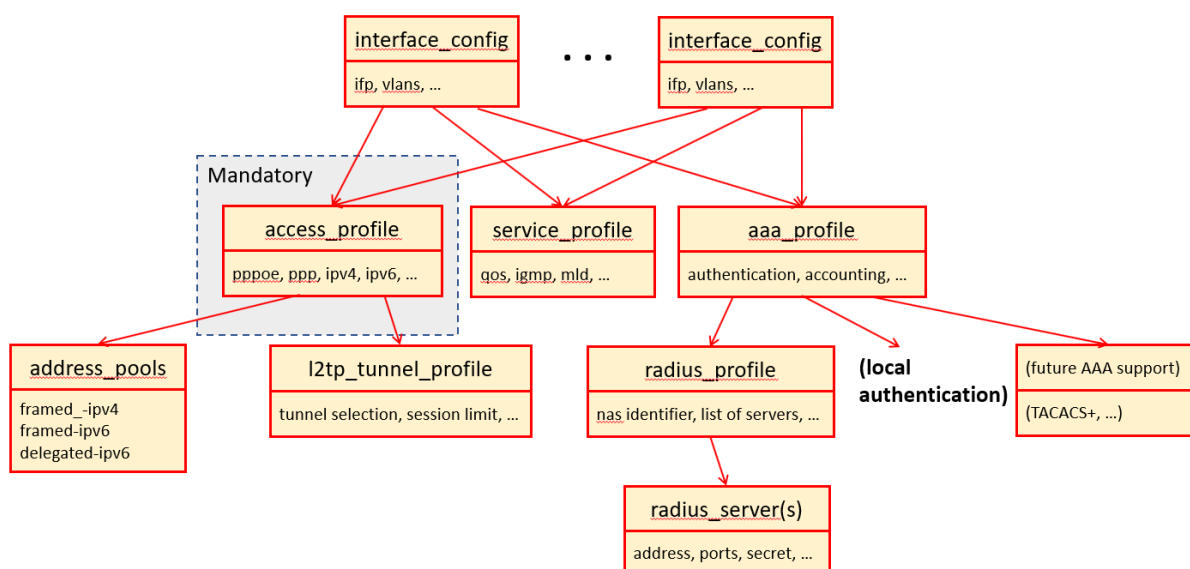 interface_config
ifp, vlans, ...
. . .
interface_config
ifp, vlans, ...
Mandatory
access_profile
pppoe, ppp, ipv4, ipv6, ...
service_profile
qos, igmp, mld, ...
aaa_profile
authentication, accounting, ...
address_pools
framed_-ipv4
framed-ipv6
delegated-ipv6
l2tp_tunnel_profile
tunnel selection, session limit, ...
radius_profile
nas identifier, list of servers, ...
(local
authentication)
(future AAA support)
(TACACS+, ...)
radius_server(s)
address, ports, secret, ...